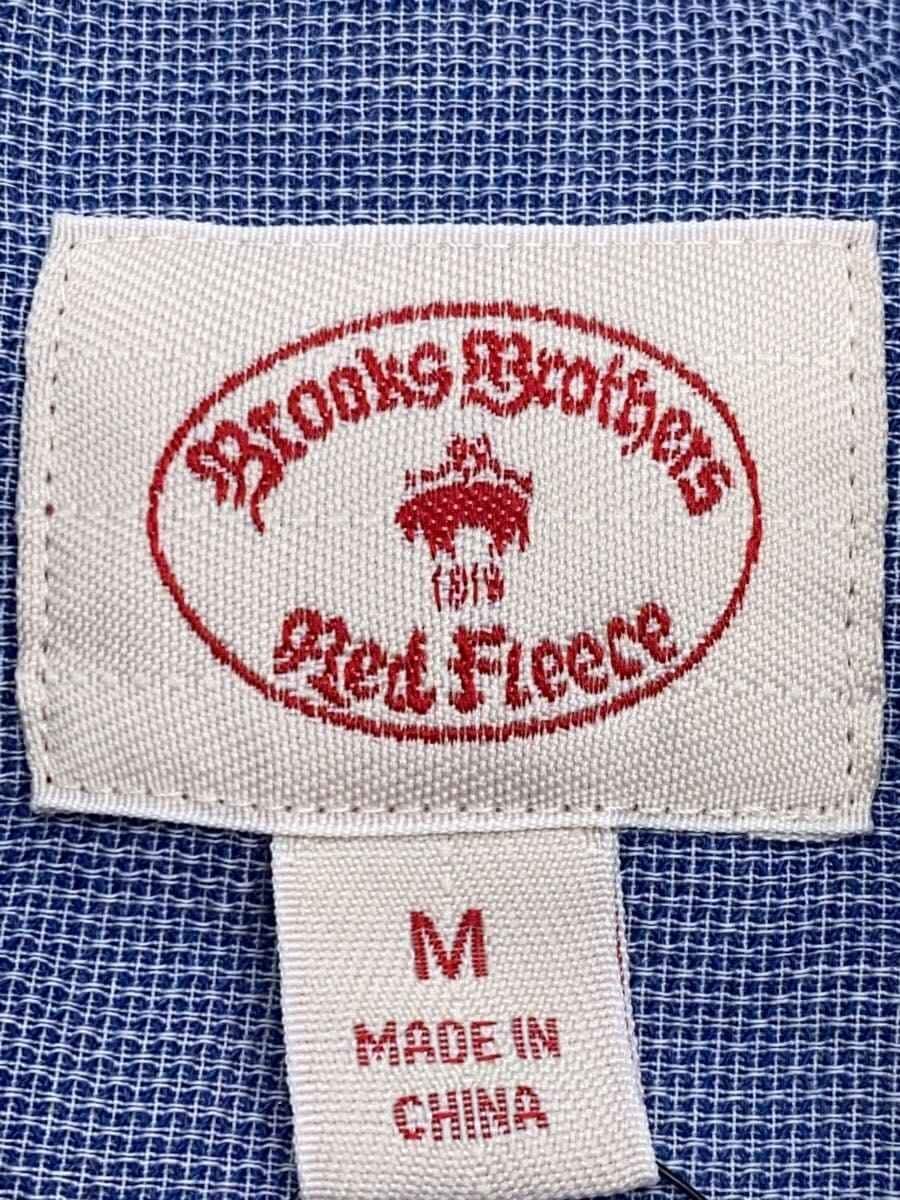 Brooks Brothers
1818
Red Fleece
M
MADE IN
CHINA